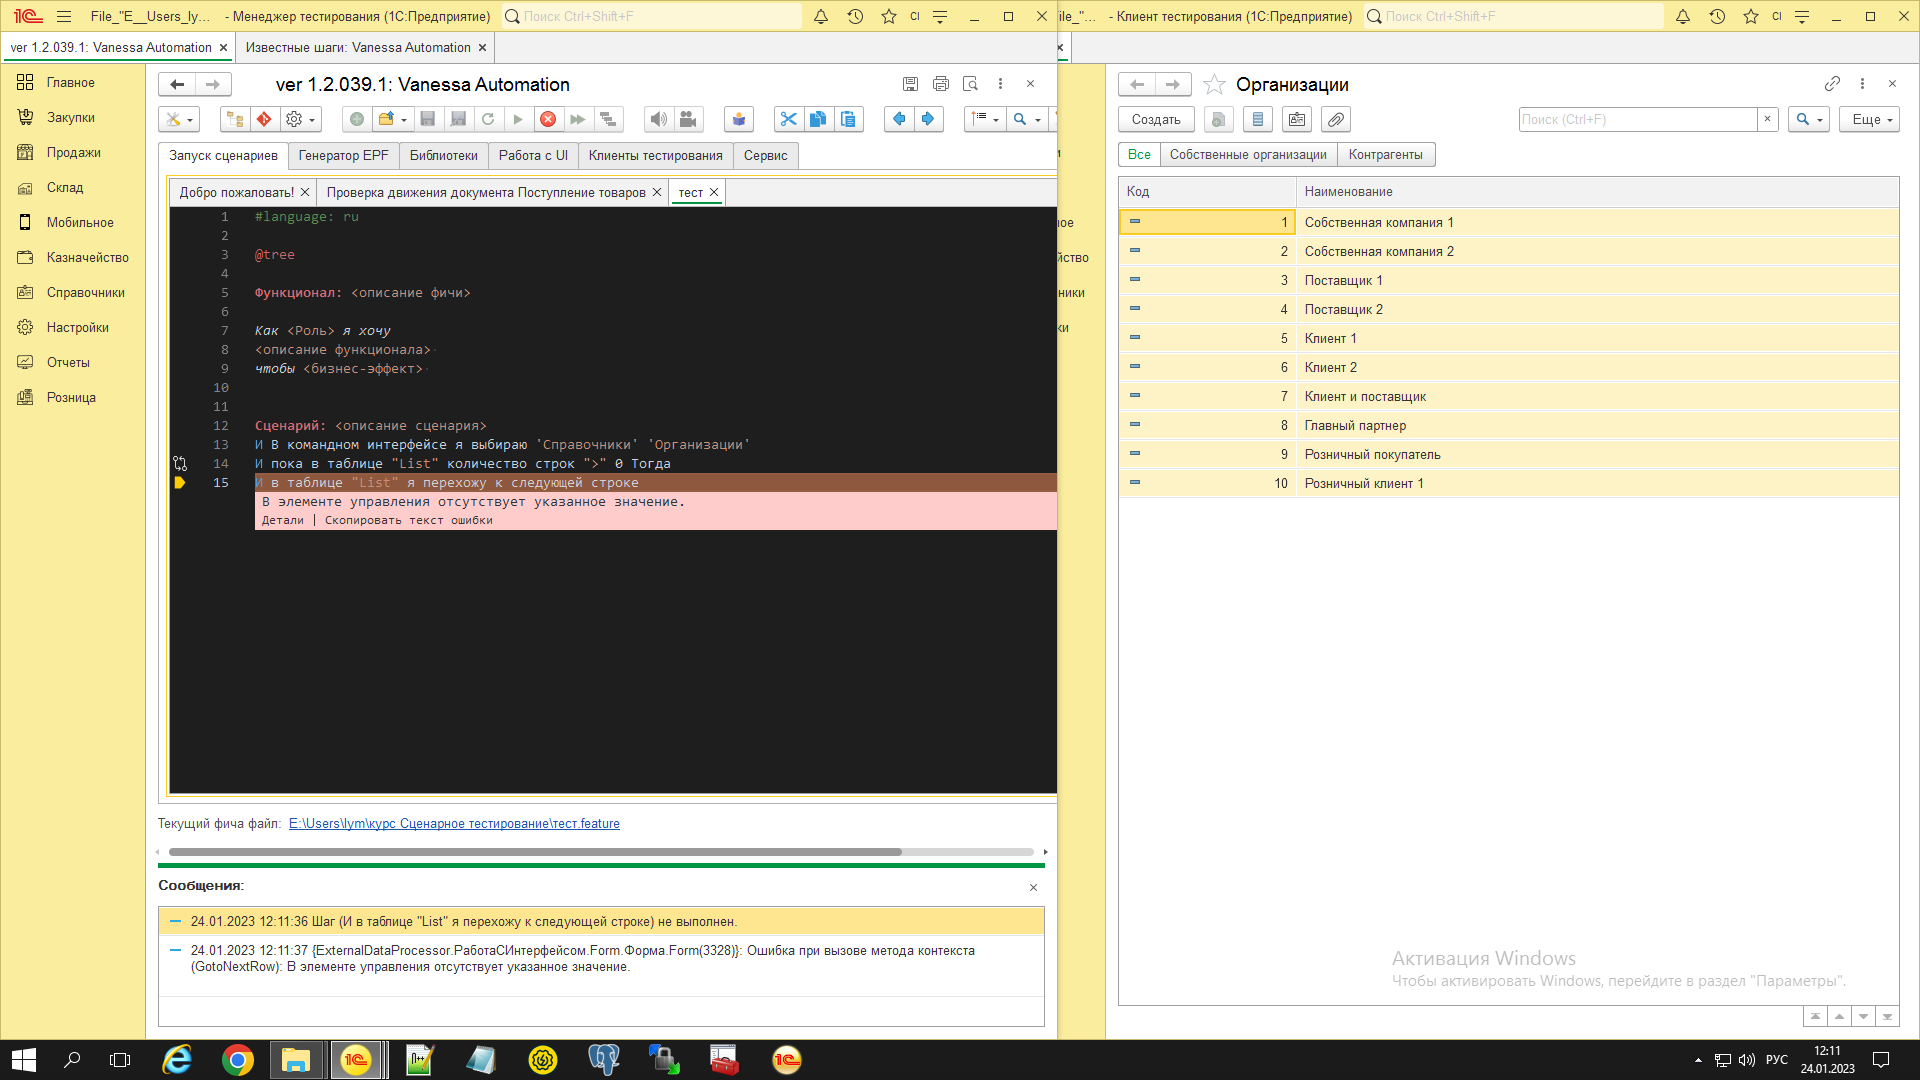 File_"E__Users_ly... - Менеджер тестирования (1С:Предприятие)
Поиск Ctrl+Shift+F
CI
ile_"... - Клиент тестирования (1С:Предприятие)
Поиск Ctrl+Shift+F
CI
ver 1.2.039.1: Vanessa Automation
Известные шаги: Vanessa Automation
Главное
Закупки
Продажи
Склад
Мобильное
Казначейство
Справочники
Настройки
Отчеты
Розница
ver 1.2.039.1: Vanessa Automation
Запуск сценариев
Генератор EPF
Библиотеки
Работа с UI
Клиенты тестирования
Сервис
Добро пожаловать!
Проверка движения документа Поступление товаров
тест
1 #language: ru
2
3 @tree
4
5 Функционал: <описание фичи>
6
7 Как <Роль> я хочу
8 <описание функционала>
9 чтобы <бизнес-эффект>
10
11
12 Сценарий: <описание сценария>
13 И В командном интерфейсе я выбираю 'Справочники' 'Организации'
14 И пока в таблице "List" количество строк ">" 0 Тогда
15 И в таблице "List" я перехожу к следующей строке
В элементе управления отсутствует указанное значение.
Детали | Скопировать текст ошибки
Текущий фича файл: E:\Users\lym\курс Сценарное тестирование\тест.feature
Сообщения:
24.01.2023 12:11:36 Шаг (И в таблице "List" я перехожу к следующей строке) не выполнен.
24.01.2023 12:11:37 {ExternalDataProcessor.РаботаСИнтерфейсом.Form.Форма.Form(3328)}: Ошибка при вызове метода контекста
(GotoNextRow): В элементе управления отсутствует указанное значение.
ное
йство
ники
ки
Организации
Создать
Поиск (Ctrl+F)
Еще
Все
Собственные организации
Контрагенты
Код Наименование
1 Собственная компания 1
2 Собственная компания 2
3 Поставщик 1
4 Поставщик 2
5 Клиент 1
6 Клиент 2
7 Клиент и поставщик
8 Главный партнер
9 Розничный покупатель
10 Розничный клиент 1
Активация Windows
Чтобы активировать Windows, перейдите в раздел "Параметры".
РУС
12:11
24.01.2023